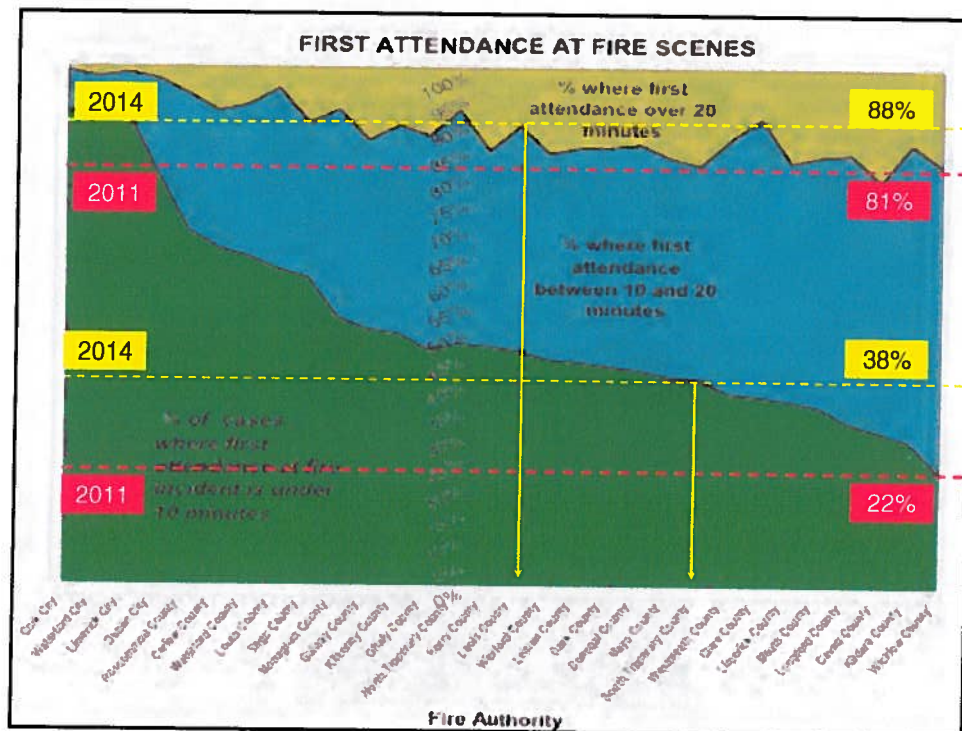 FIRST ATTENDANCE AT FIRE SCENES
100%
% where first
attendance over 20
minutes
2014
88%
2011
81%
% where first
attendance
between 10 and 20
minutes
2014
38%
% of cases
where first
attendance at fire
incident is under
10 minutes
2011
22%
0%
Cork City
Waterford City
Limerick City
Dublin City
Roscommon County
Carlow County
Westmeath County
Louth County
Sligo County
Monaghan County
Galway County
Kilkenny County
Offaly County
North Tipperary County
Kerry County
Laois County
Wexford County
Leitrim County
Donegal County
Mayo County
South Tipperary County
Clare County
Limerick County
Meath County
Longford County
Cavan County
Kildare County
Wicklow County
Fire Authority